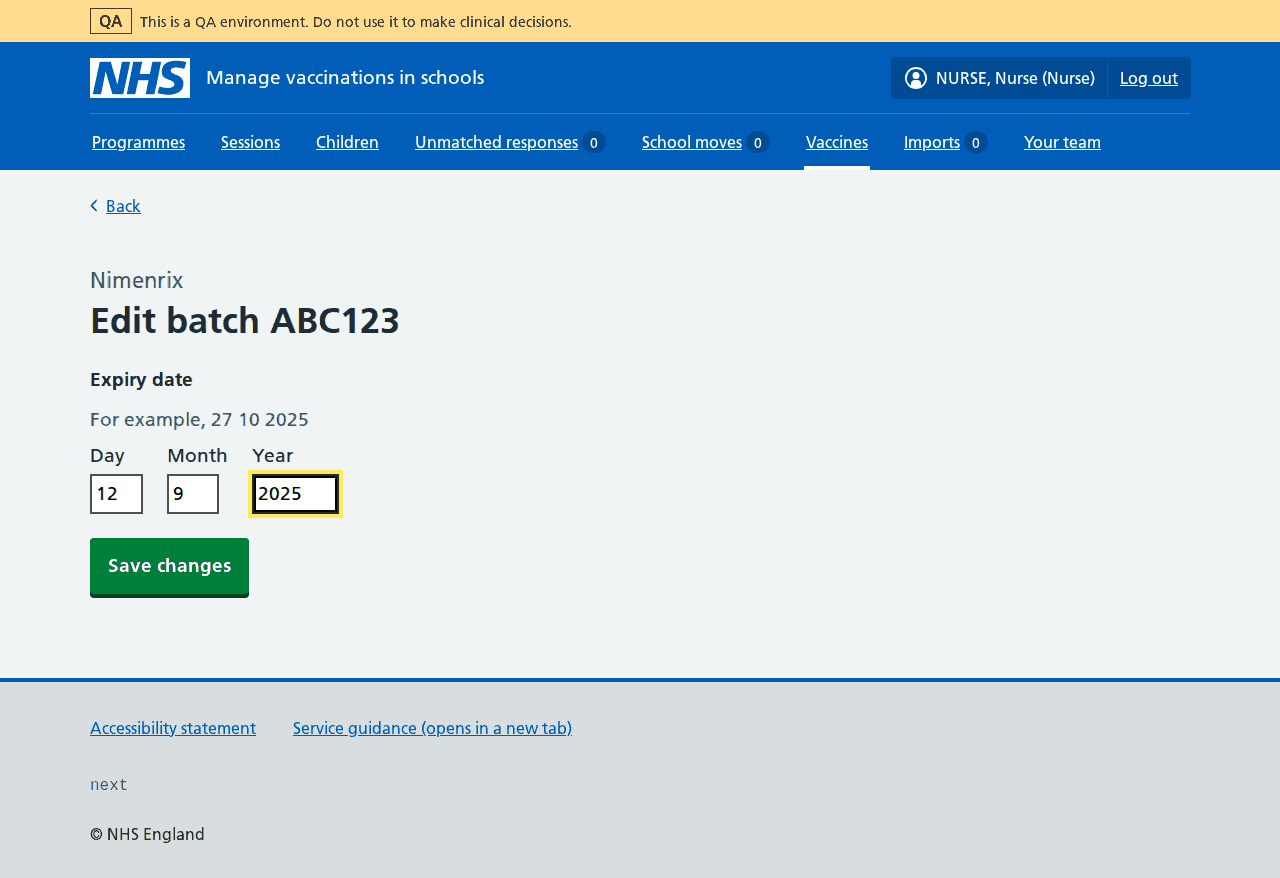 QA This is a QA environment. Do not use it to make clinical decisions.
NHS Manage vaccinations in schools NURSE, Nurse (Nurse) Log out
Programmes Sessions Children Unmatched responses 0 School moves 0 Vaccines Imports 0 Your team
Back
Nimenrix
Edit batch ABC123
Expiry date
For example, 27 10 2025
Day Month Year
12 9 2025
Save changes
Accessibility statement Service guidance (opens in a new tab)
next
© NHS England